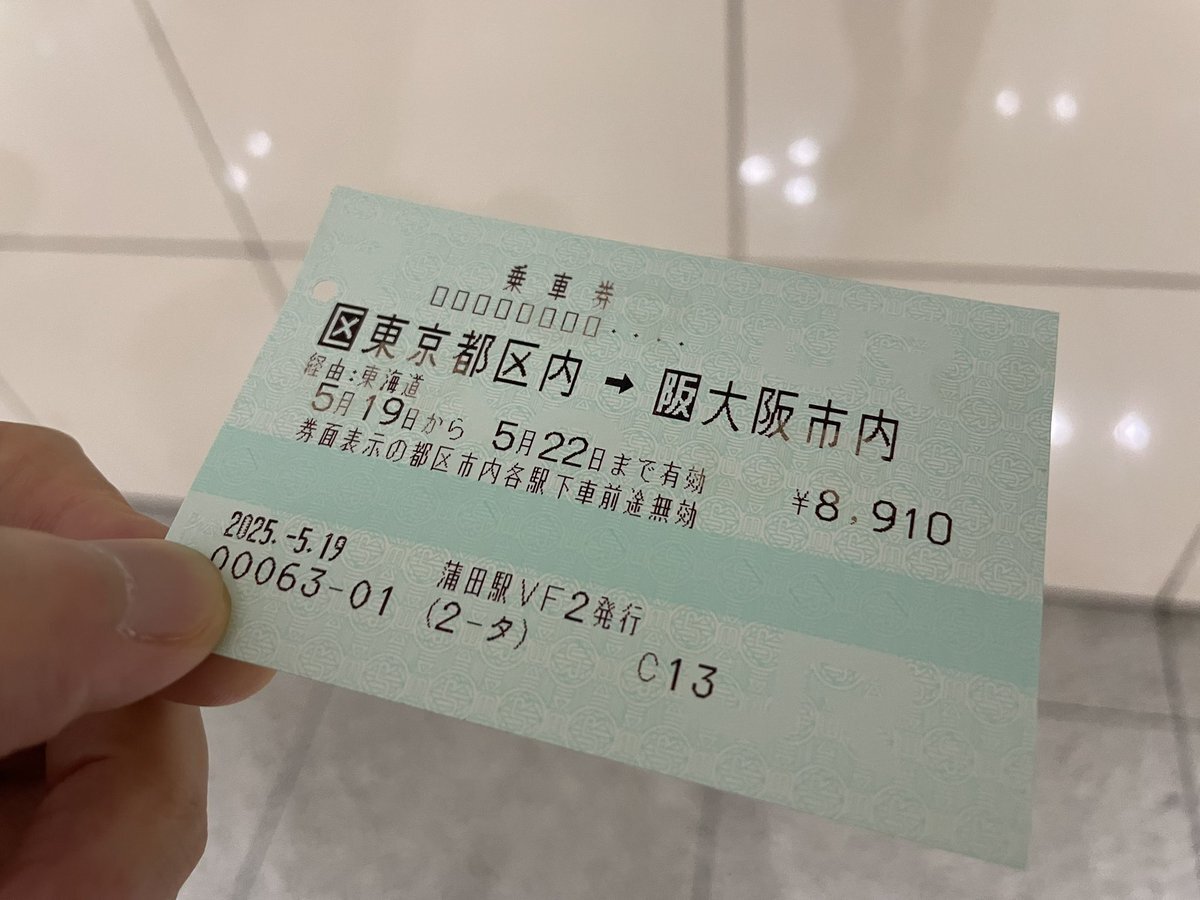 乗車券
▯▯▯▯▯▯▯▯・・・・
区東京都区内→阪大阪市内
経由:東海道
5月19日から 5月22日まで有効 ¥8,910
券面表示の都区市内各駅下車前途無効
2025.-5.19 蒲田駅VF2発行
00063-01 (2-タ) C13